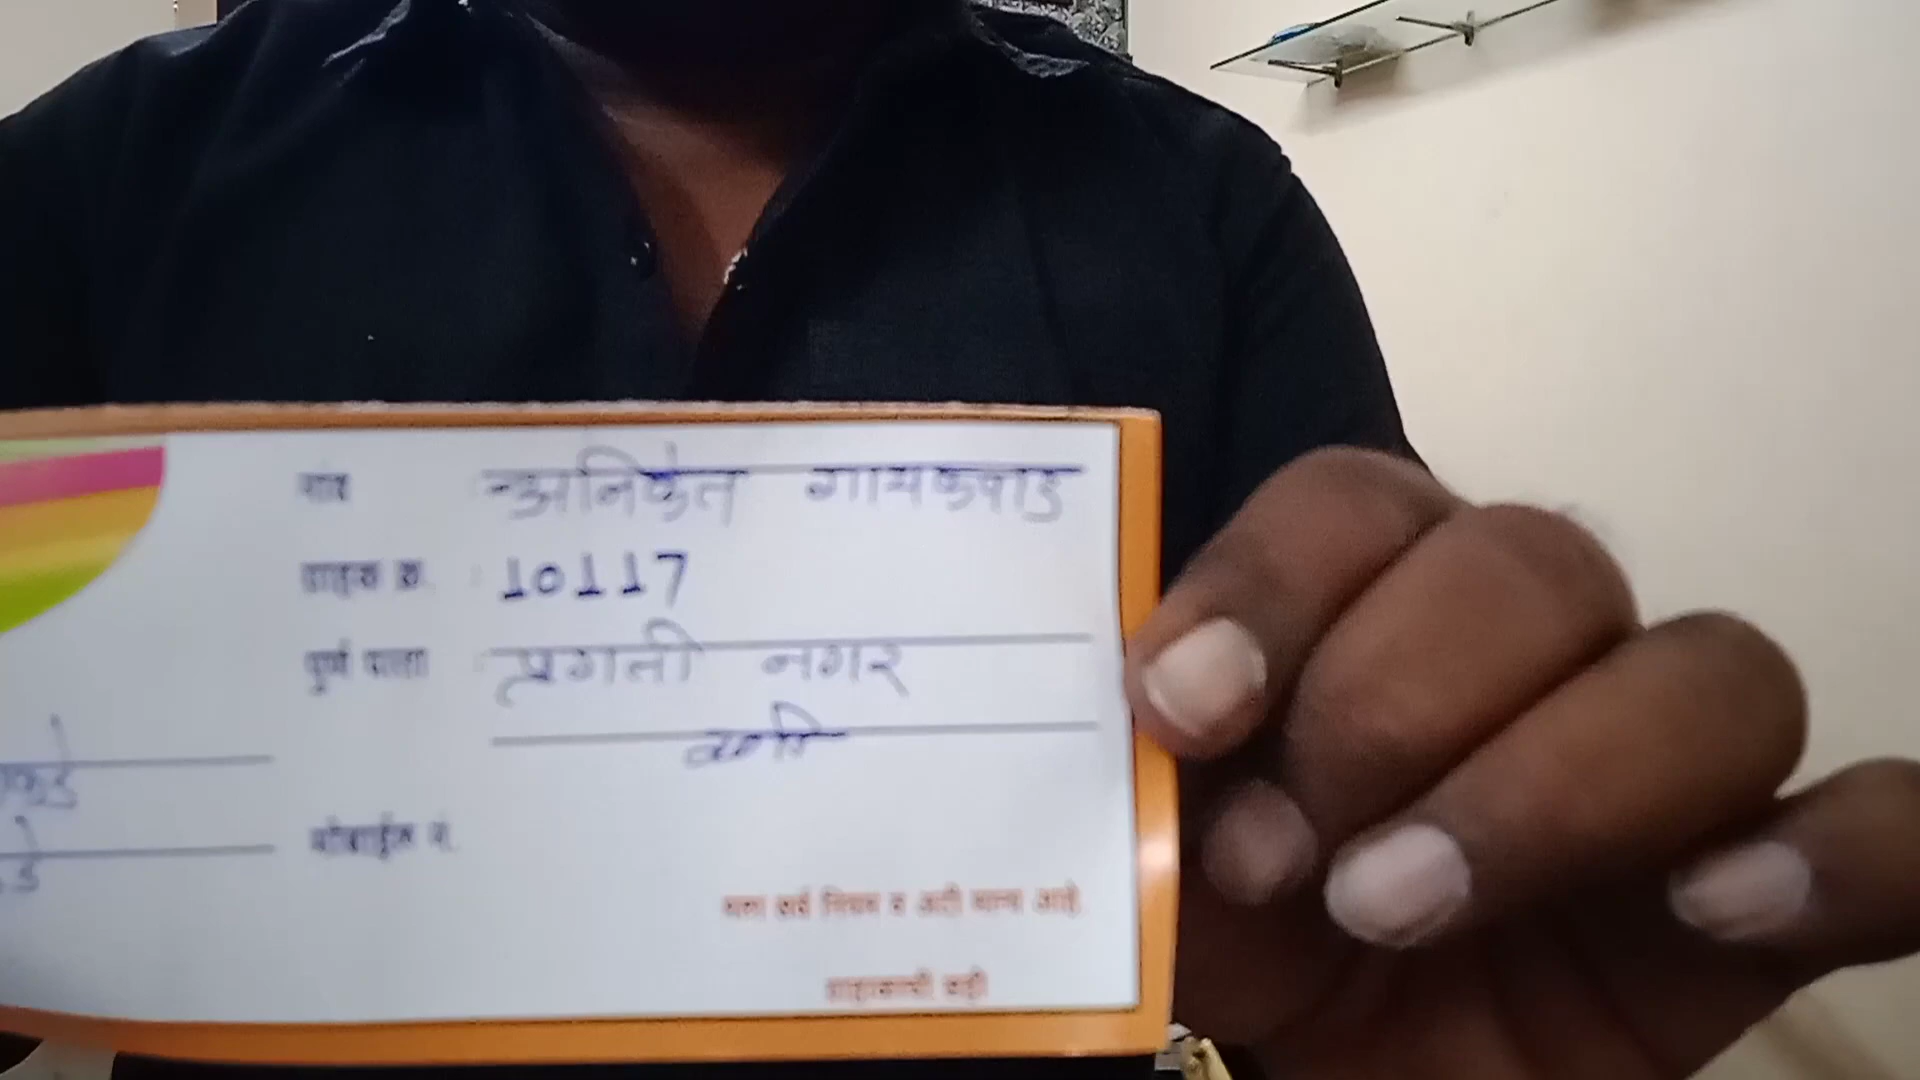 नांव अनिकेत गायकवाड
ग्राहक क्र. 10117
पुर्ण पत्ता प्रगती नगर
मोबाईल नं.
मला सर्व नियम व अटी मान्य आहे.
ग्राहकाची सही